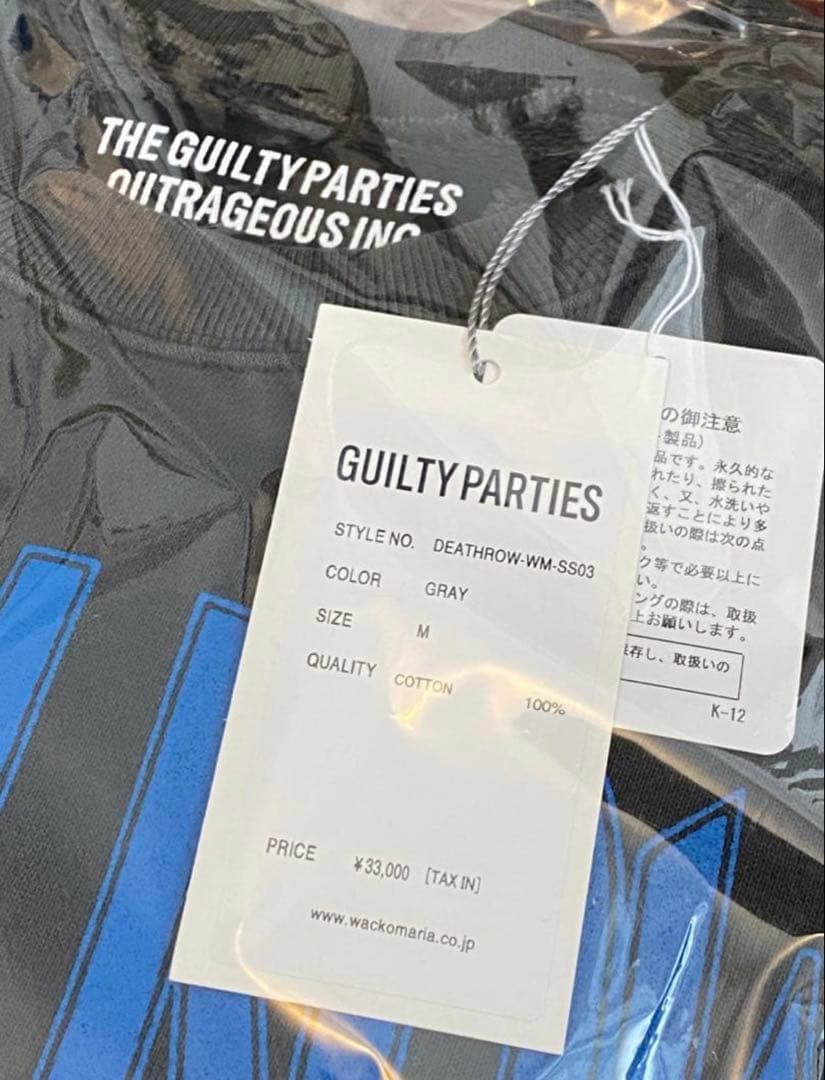 THE GUILTY PARTIES
OUTRAGEOUS INC
GUILTY PARTIES
STYLE NO. DEATHROW-WM-SS03
COLOR GRAY
SIZE M
QUALITY COTTON 100%
PRICE ¥33,000 [TAX IN]
www.wackomaria.co.jp
の御注意
製品)
品です。永久的な
れたり、擦られた
く、又、水洗いや
返すことにより多
扱いの際は次の点
。
ク等で必要以上に
い。
ングの際は、取扱
上お願いします。
存し、取扱いの
K-12